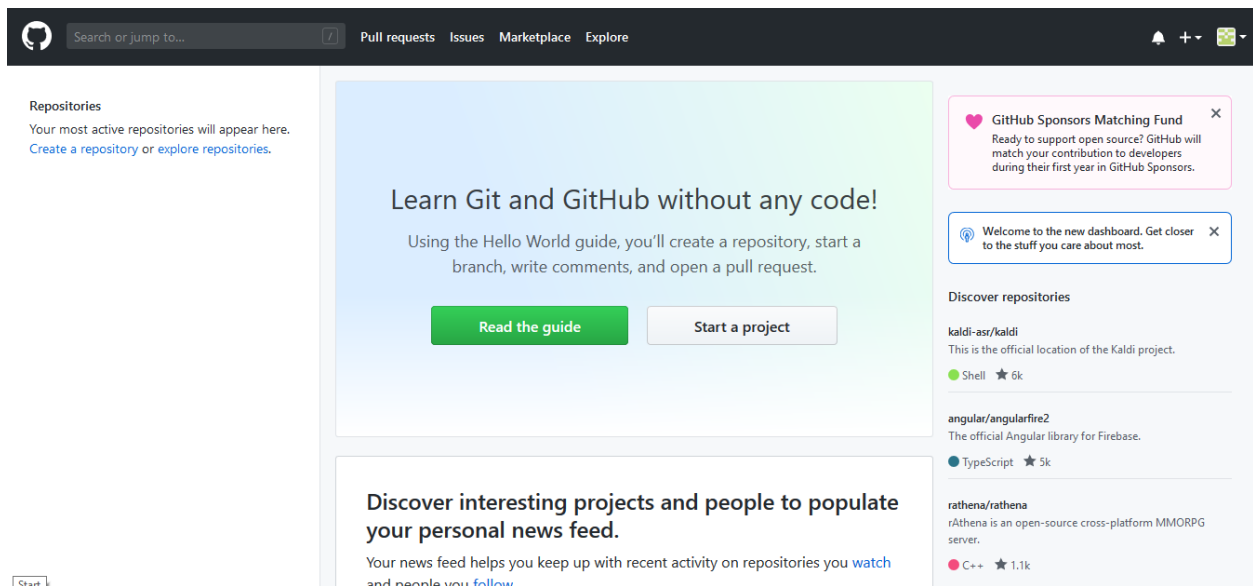 Search or jump to...
/
Pull requests
Issues
Marketplace
Explore
Repositories
Your most active repositories will appear here.
Create a repository or explore repositories.
Learn Git and GitHub without any code!
Using the Hello World guide, you’ll create a repository, start a
branch, write comments, and open a pull request.
Read the guide
Start a project
Discover interesting projects and people to populate
your personal news feed.
Your news feed helps you keep up with recent activity on repositories you watch
and people you follow.
GitHub Sponsors Matching Fund
Ready to support open source? GitHub will
match your contribution to developers
during their first year in GitHub Sponsors.
Welcome to the new dashboard. Get closer
to the stuff you care about most.
Discover repositories
kaldi-asr/kaldi
This is the official location of the Kaldi project.
Shell 6k
angular/angularfire2
The official Angular library for Firebase.
TypeScript 5k
rathena/rathena
rAthena is an open-source cross-platform MMORPG
server.
C++ 1.1k
Start